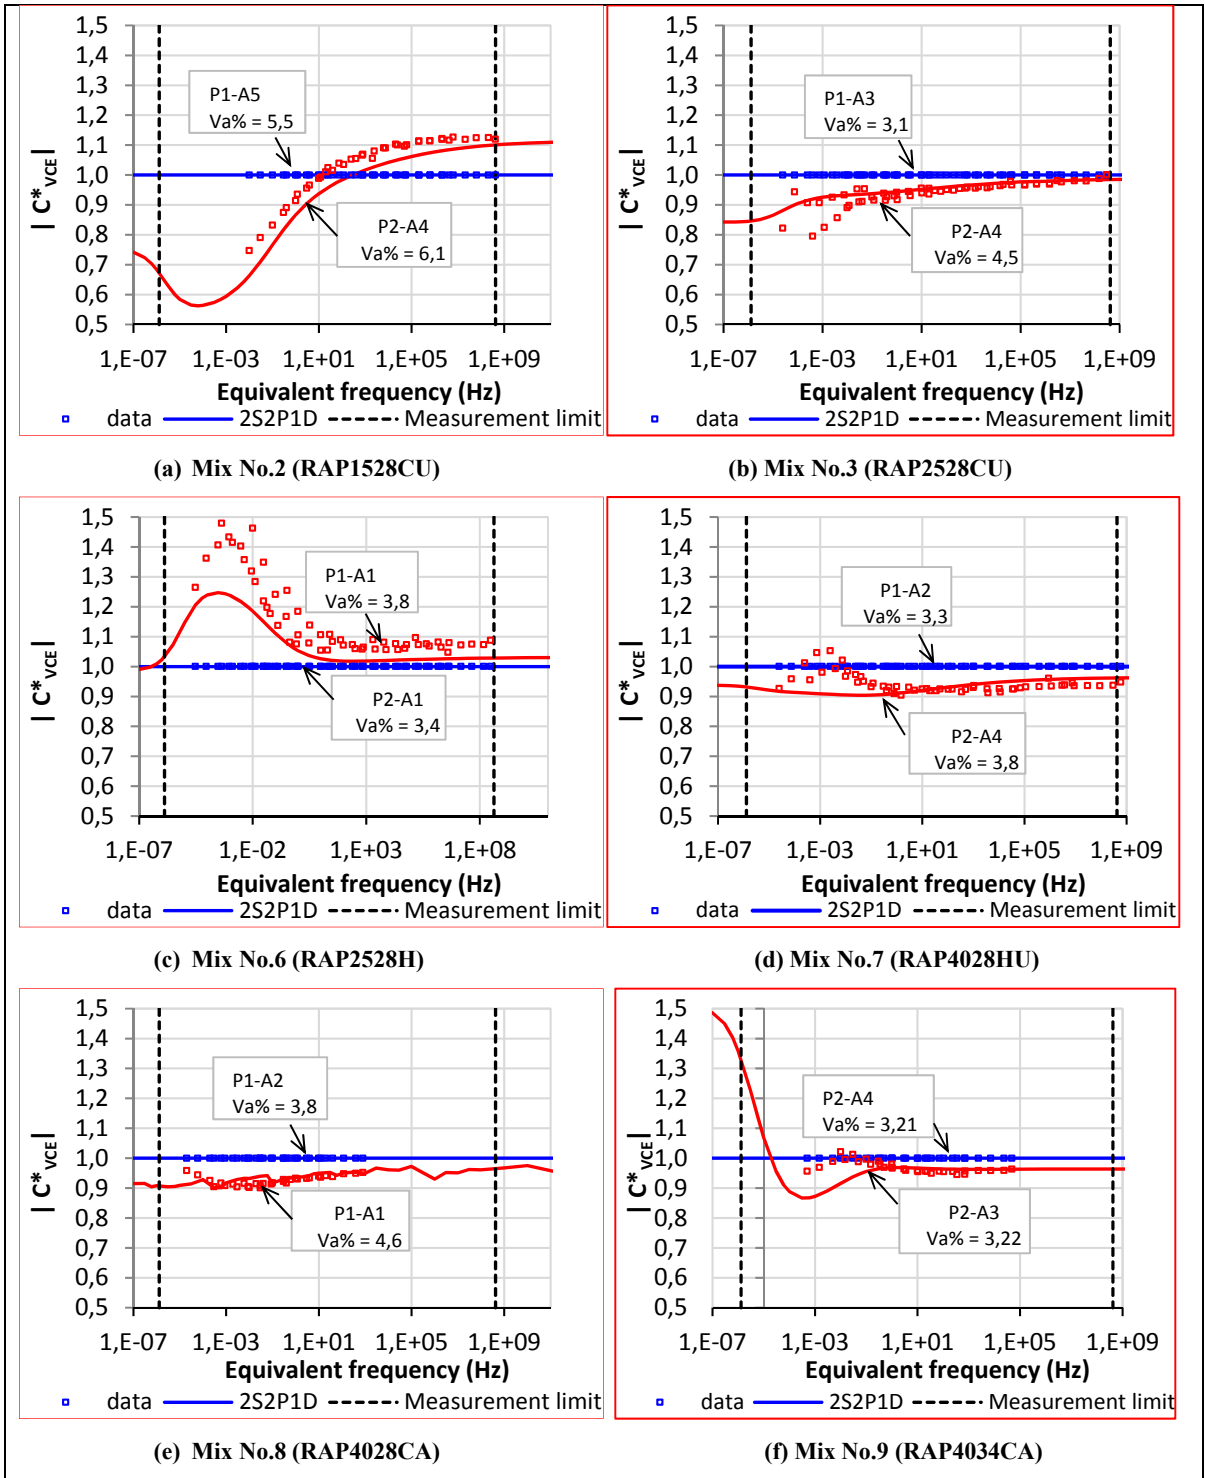 1,5
1,4
1,3
1,2
1,1
1,0
0,9
0,8
0,7
0,6
0,5
| C*VCE|
P1-A5
Va% = 5,5
P2-A4
Va% = 6,1
1,E-07 1,E-03 1,E+01 1,E+05 1,E+09
Equivalent frequency (Hz)
data 2S2P1D Measurement limit
(a) Mix No.2 (RAP1528CU)
1,5
1,4
1,3
1,2
1,1
1,0
0,9
0,8
0,7
0,6
0,5
| C*VCE|
P1-A3
Va% = 3,1
P2-A4
Va% = 4,5
1,E-07 1,E-03 1,E+01 1,E+05 1,E+09
Equivalent frequency (Hz)
data 2S2P1D Measurement limit
(b) Mix No.3 (RAP2528CU)
1,5
1,4
1,3
1,2
1,1
1,0
0,9
0,8
0,7
0,6
0,5
| C*VCE|
P1-A1
Va% = 3,8
P2-A1
Va% = 3,4
1,E-07 1,E-02 1,E+03 1,E+08
Equivalent frequency (Hz)
data 2S2P1D Measurement limit
(c) Mix No.6 (RAP2528H)
1,5
1,4
1,3
1,2
1,1
1,0
0,9
0,8
0,7
0,6
0,5
| C*VCE|
P1-A2
Va% = 3,3
P2-A4
Va% = 3,8
1,E-07 1,E-03 1,E+01 1,E+05 1,E+09
Equivalent frequency (Hz)
data 2S2P1D Measurement limit
(d) Mix No.7 (RAP4028HU)
1,5
1,4
1,3
1,2
1,1
1,0
0,9
0,8
0,7
0,6
0,5
| C*VCE|
P1-A2
Va% = 3,8
P1-A1
Va% = 4,6
1,E-07 1,E-03 1,E+01 1,E+05 1,E+09
Equivalent frequency (Hz)
data 2S2P1D Measurement limit
(e) Mix No.8 (RAP4028CA)
1,5
1,4
1,3
1,2
1,1
1,0
0,9
0,8
0,7
0,6
0,5
| C*VCE|
P2-A4
Va% = 3,21
P2-A3
Va% = 3,22
1,E-07 1,E-03 1,E+01 1,E+05 1,E+09
Equivalent frequency (Hz)
data 2S2P1D Measurement limit
(f) Mix No.9 (RAP4034CA)